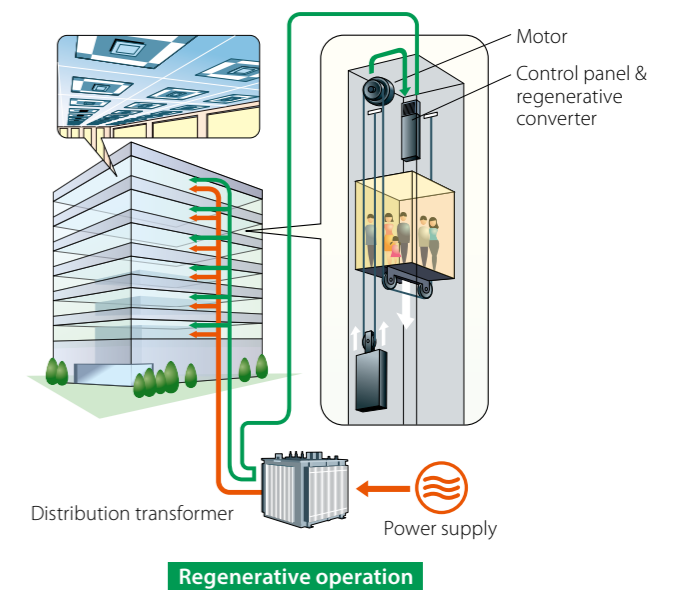 Motor
Control panel &
regenerative
converter
Distribution transformer
Power supply
Regenerative operation